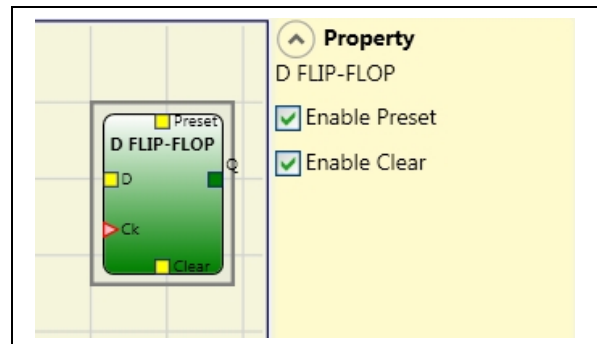 Preset
D FLIP-FLOP
Q
D
Ck
Clear
Property
D FLIP-FLOP
Enable Preset
Enable Clear